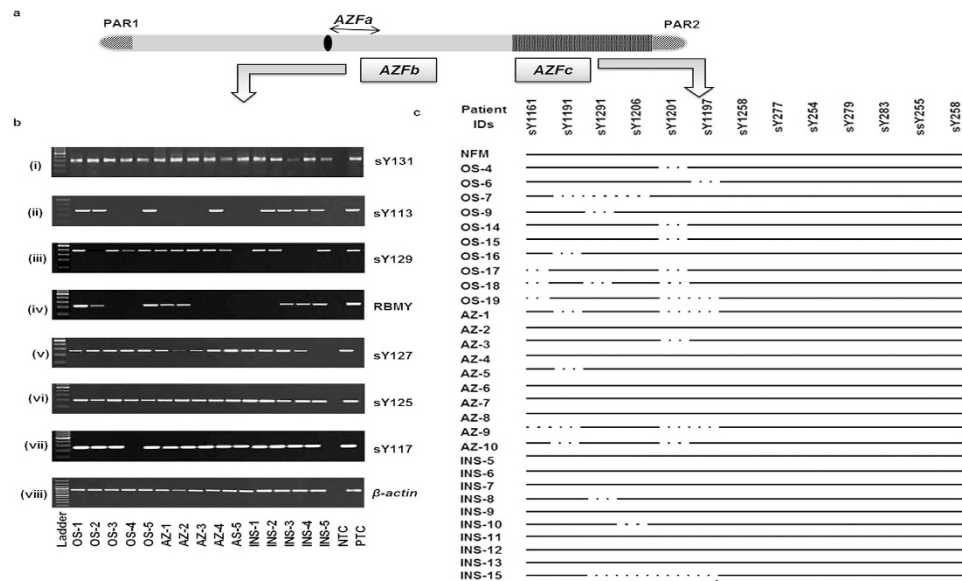 a
PAR1
AZFa
PAR2
AZFb
AZFc
b
(i)
sY131
(ii)
sY113
(iii)
sY129
(iv)
RBMY
(v)
sY127
(vi)
sY125
(vii)
sY117
(viii)
β-actin
Ladder
OS-1
OS-2
OS-3
OS-4
OS-5
AZ-1
AZ-2
AZ-3
AZ-4
AS-5
INS-1
INS-2
INS-3
INS-4
INS-5
NTC
PTC
c
Patient
IDs
sY1161
sY1191
sY1291
sY1206
sY1201
sY1197
sY1258
sY277
sY254
sY279
sY283
ssY255
sY258
NFM
OS-4
OS-6
OS-7
OS-9
OS-14
OS-15
OS-16
OS-17
OS-18
OS-19
AZ-1
AZ-2
AZ-3
AZ-4
AZ-5
AZ-6
AZ-7
AZ-8
AZ-9
AZ-10
INS-5
INS-6
INS-7
INS-8
INS-9
INS-10
INS-11
INS-12
INS-13
INS-15